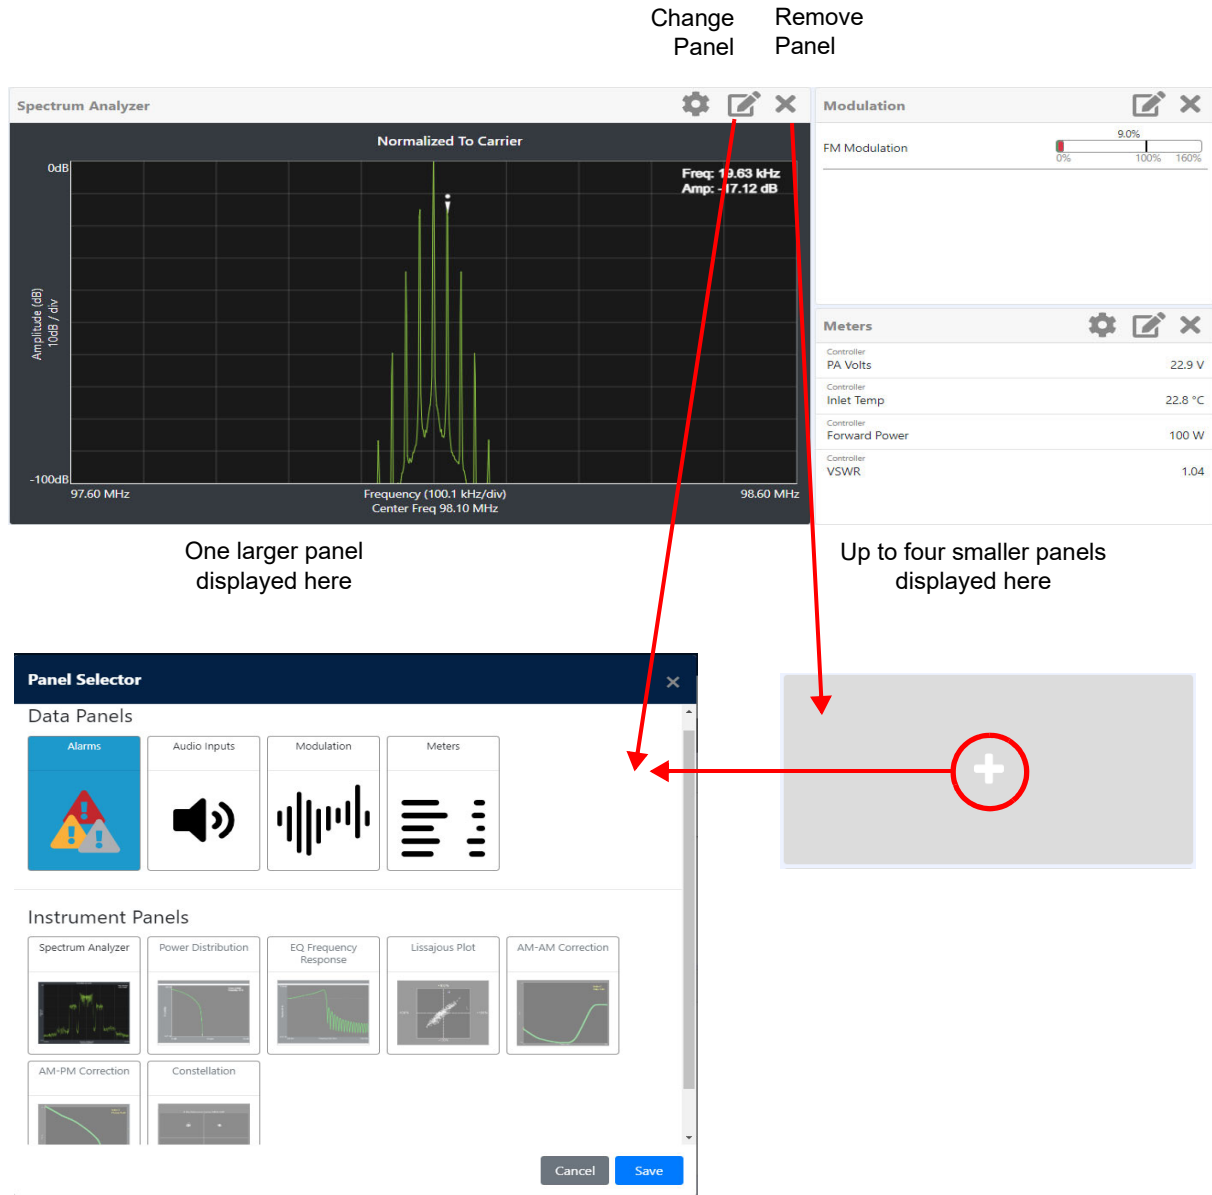 Change
Panel
Remove
Panel
Spectrum Analyzer
Normalized To Carrier
0dB
Freq: 19.63 kHz
Amp: -17.12 dB
Amplitude (dB)
10dB / div
-100dB
97.60 MHz
Frequency (100.1 kHz/div)
98.60 MHz
Center Freq 98.10 MHz
Modulation
FM Modulation
9.0%
0%
100%
160%
Meters
Controller
PA Volts
22.9 V
Controller
Inlet Temp
22.8 °C
Controller
Forward Power
100 W
Controller
VSWR
1.04
One larger panel
displayed here
Up to four smaller panels
displayed here
Panel Selector
Data Panels
Alarms
Audio Inputs
Modulation
Meters
Instrument Panels
Spectrum Analyzer
Power Distribution
EQ Frequency
Response
Lissajous Plot
AM-AM Correction
AM-PM Correction
Constellation
Cancel
Save